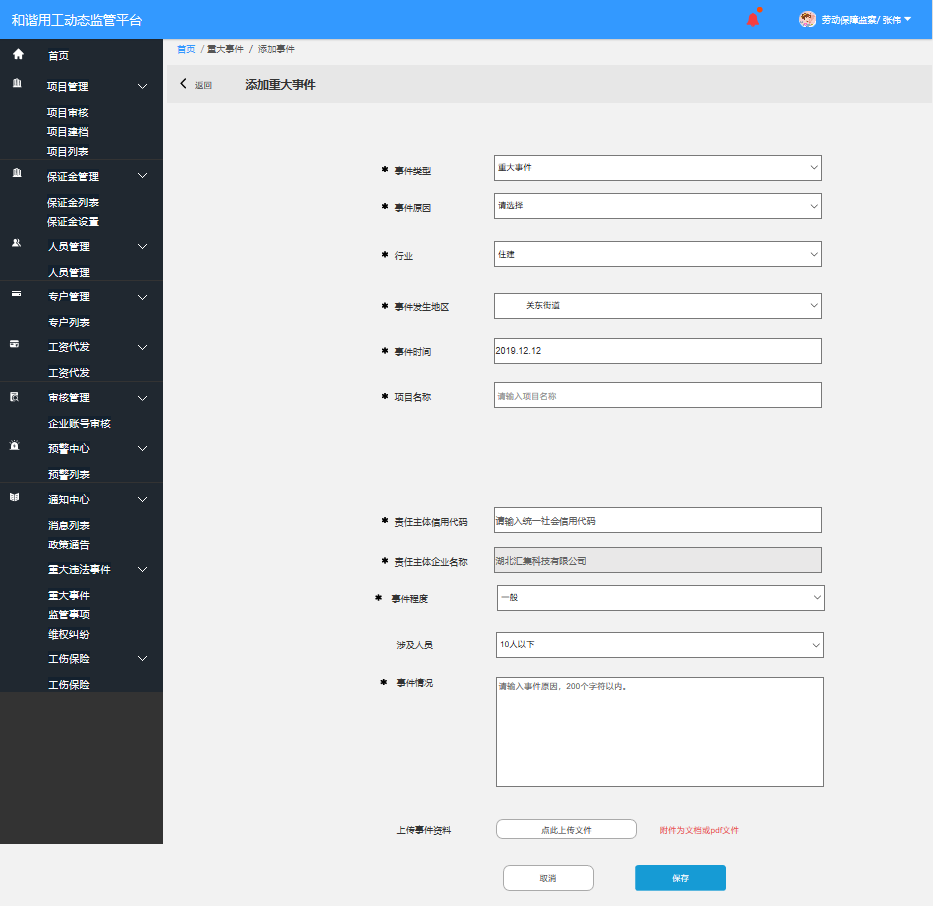 和谐用工动态监管平台
劳动保障监察/ 张伟
首页
项目管理
项目审核
项目建档
项目列表
保证金管理
保证金列表
保证金设置
人员管理
人员管理
专户管理
专户列表
工资代发
工资代发
审核管理
企业账号审核
预警中心
预警列表
通知中心
消息列表
政策通告
重大违法事件
重大事件
监管事项
维权纠纷
工伤保险
工伤保险
首页 / 重大事件 / 添加事件
返回 添加重大事件
✱ 事件类型 重大事件
✱ 事件原因 请选择
✱ 行业 住建
✱ 事件发生地区 关东街道
✱ 事件时间 2019.12.12
✱ 项目名称 请输入项目名称
✱ 责任主体信用代码 请输入统一社会信用代码
✱ 责任主体企业名称 湖北汇集科技有限公司
✱ 事件程度 一般
涉及人员 10人以下
✱ 事件情况 请输入事件原因，200个字符以内。
上传事件资料 点此上传文件 附件为文档或pdf文件
取消 保存